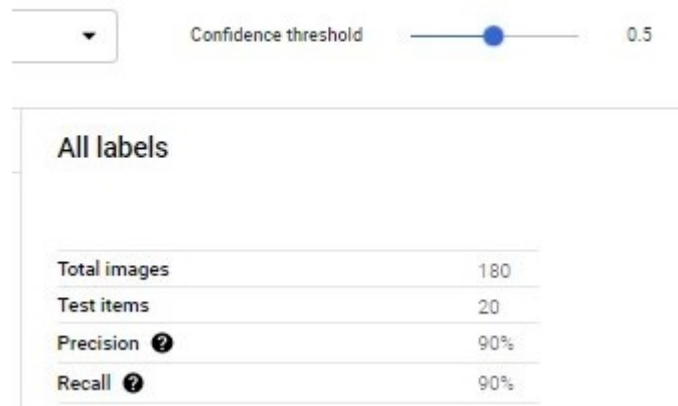 Confidence threshold 0.5
All labels
Total images 180
Test items 20
Precision ? 90%
Recall ? 90%